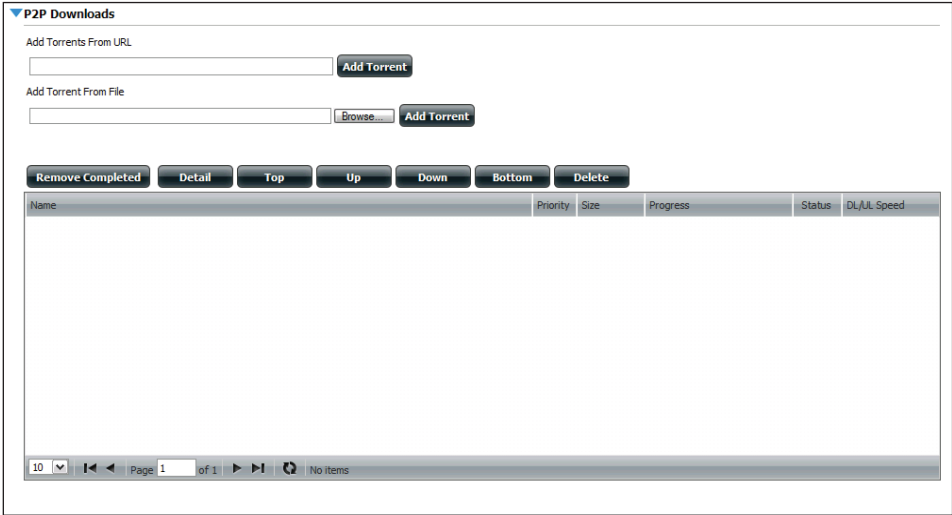 P2P Downloads
Add Torrents From URL
Add Torrent
Add Torrent From File
Browse... Add Torrent
Remove Completed Detail Top Up Down Bottom Delete
Name Priority Size Progress Status DL/UL Speed
10 Page 1 of 1 No items